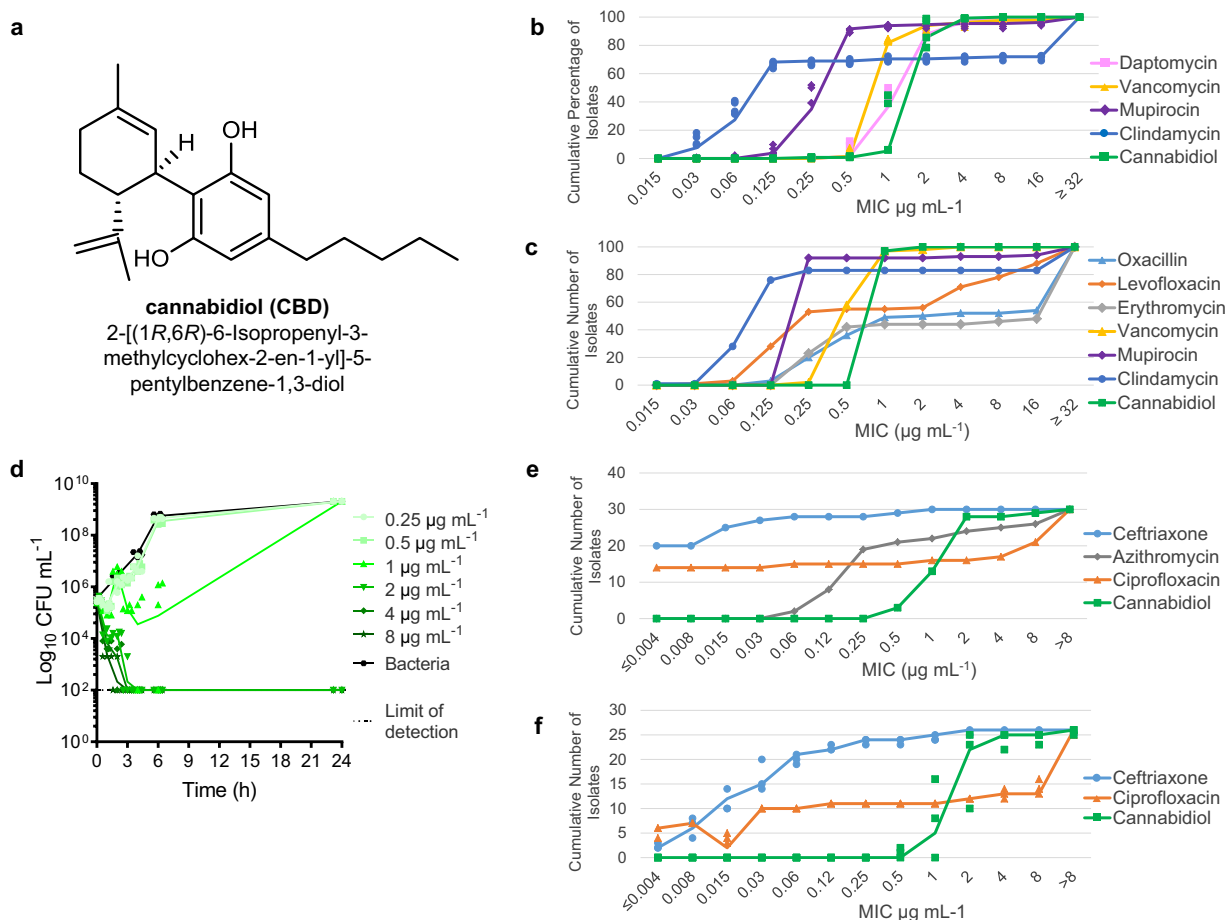 a
H
OH
HO
cannabidiol (CBD)
2-[(1R,6R)-6-Isopropenyl-3-
methylcyclohex-2-en-1-yl]-5-
pentylbenzene-1,3-diol
b
Cumulative Percentage of
Isolates
100
80
60
40
20
0
0.015
0.03
0.06
0.125
0.25
0.5
1
2
4
8
16
≥ 32
MIC µg mL-1
Daptomycin
Vancomycin
Mupirocin
Clindamycin
Cannabidiol
c
Cumulative Number of
Isolates
100
80
60
40
20
0
0.015
0.03
0.06
0.125
0.25
0.5
1
2
4
8
16
≥ 32
MIC (µg mL⁻¹)
Oxacillin
Levofloxacin
Erythromycin
Vancomycin
Mupirocin
Clindamycin
Cannabidiol
d
Log₁₀ CFU mL⁻¹
10¹⁰
10⁸
10⁶
10⁴
10²
10⁰
0 3 6 9 12 15 18 21 24
Time (h)
0.25 µg mL⁻¹
0.5 µg mL⁻¹
1 µg mL⁻¹
2 µg mL⁻¹
4 µg mL⁻¹
8 µg mL⁻¹
Bacteria
Limit of
detection
e
Cumulative Number of
Isolates
40
30
20
10
0
≤0.004
0.008
0.015
0.03
0.06
0.12
0.25
0.5
1
2
4
8
>8
MIC (µg mL⁻¹)
Ceftriaxone
Azithromycin
Ciprofloxacin
Cannabidiol
f
Cumulative Number of
Isolates
30
25
20
15
10
5
0
≤0.004
0.008
0.015
0.03
0.06
0.12
0.25
0.5
1
2
4
8
>8
MIC µg mL-1
Ceftriaxone
Ciprofloxacin
Cannabidiol